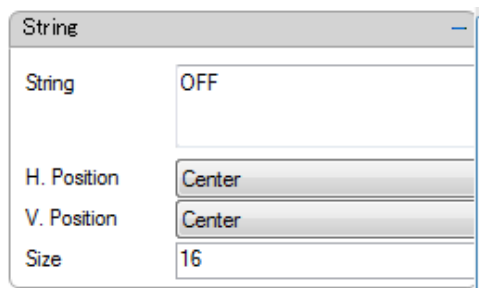 String
String OFF
H. Position Center
V. Position Center
Size 16